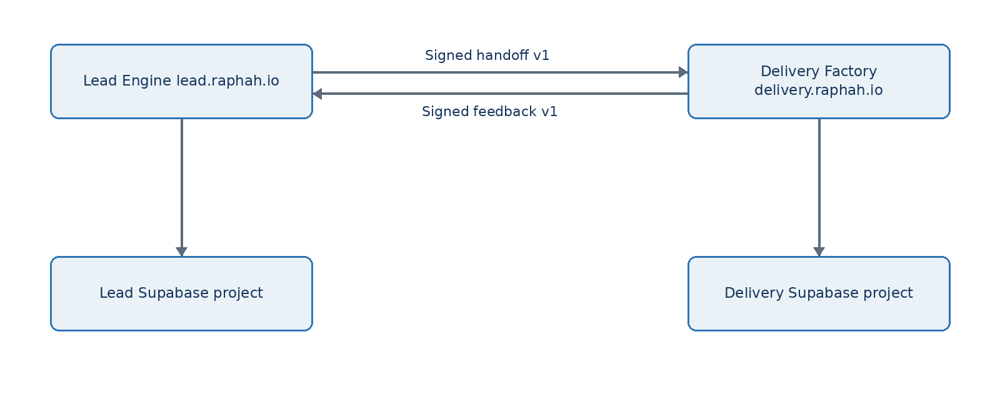 Signed handoff v1
Lead Engine lead.raphah.io
Delivery Factory
delivery.raphah.io
Signed feedback v1
Lead Supabase project
Delivery Supabase project